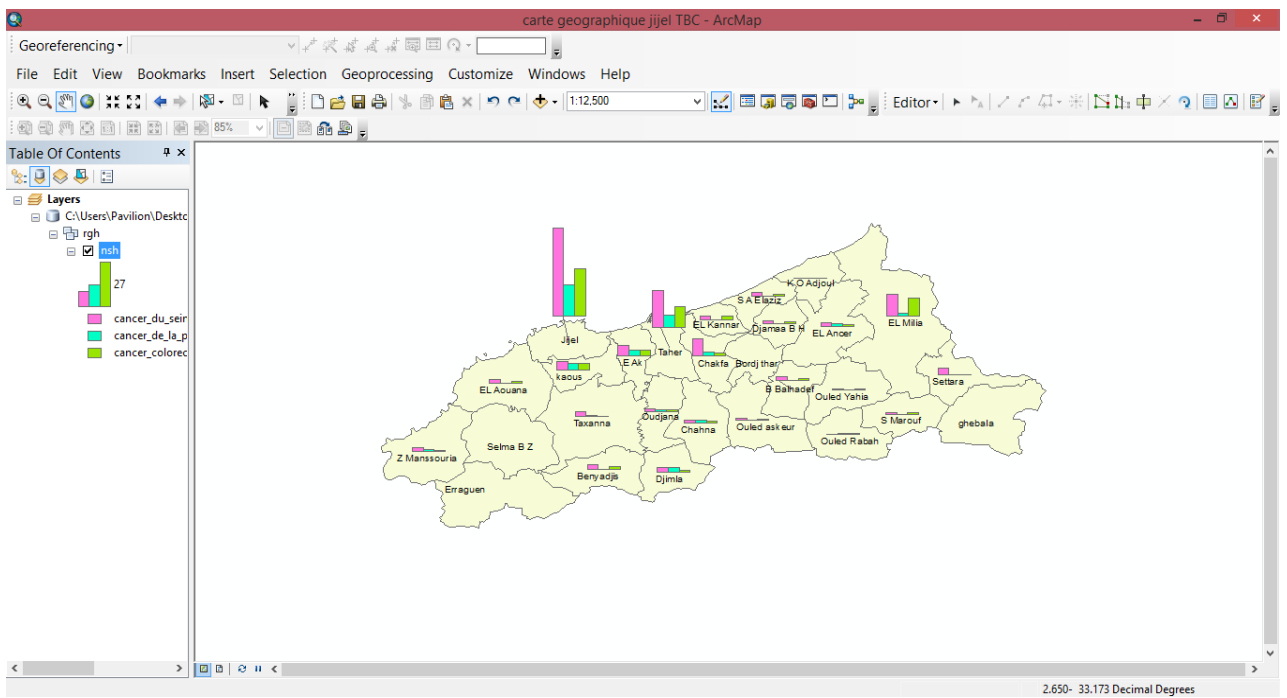 carte geographique jijel TBC - ArcMap
Georeferencing
File Edit View Bookmarks Insert Selection Geoprocessing Customize Windows Help
1:12,500
Editor
85%
Table Of Contents
Layers
C:\Users\Pavilion\Deskto
rgh
nsh
27
cancer_du_seir
cancer_de_la_p
cancer_colorec
K O Adjoul
S A Elaziz
EL Kannar
Djamaa B H
EL Ancer
EL Milia
Jijel
E Ak
Taher
Chakfa
Bordj thar
kaous
EL Aouana
B Balhadef
Ouled Yahia
Settara
Taxanna
Oudjana
Chahna
Ouled askeur
S Marouf
ghebala
Selma B Z
Ouled Rabah
Z Manssouria
Benyadjis
Djimla
Erraguen
2.650- 33.173 Decimal Degrees